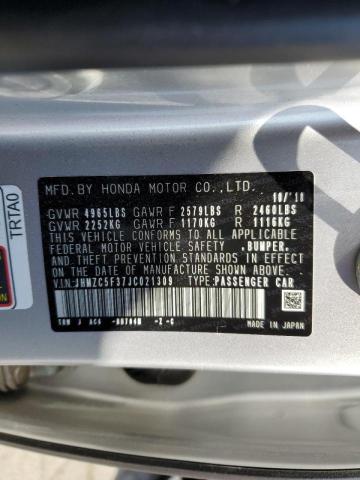 TRTA0
MFD.BY HONDA MOTOR CO.,LTD. 10/'18
GVWR 4965LBS GAWR F 2579LBS R 2460LBS
GVWR 2252KG GAWR F 1170KG R 1116KG
THIS VEHICLE CONFORMS TO ALL APPLICABLE
FEDERAL MOTOR VEHICLE SAFETY, BUMPER,
AND THEFT PREVENTION STANDARDS IN EFFECT
ON THE DATE OF MANUFACTURE SHOWN ABOVE.
V.I.N:JHMZC5F37JC021309 TYPE:PASSENGER CAR
TRW J AC6 -Z -C
MADE IN JAPAN